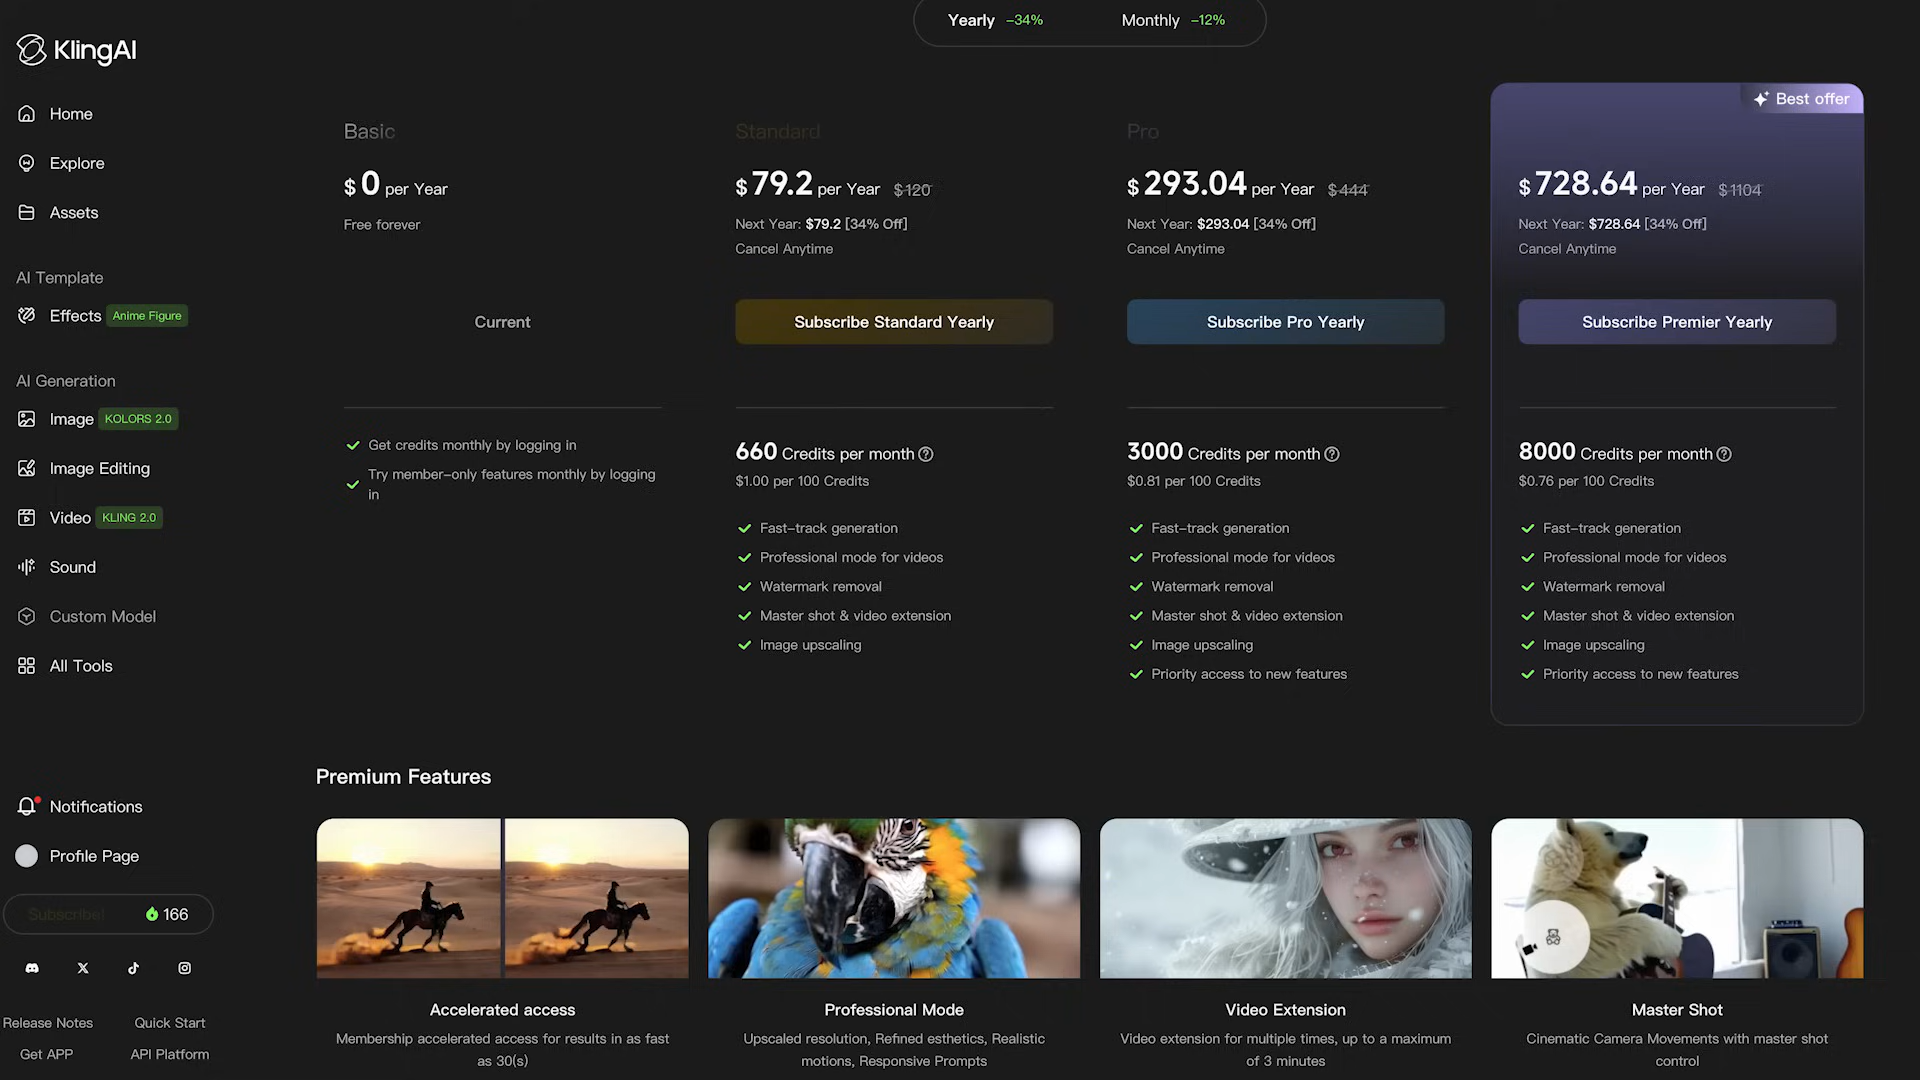 Yearly -34% Monthly -12%
KlingAI
Home
Explore
Assets
AI Template
Effects Anime Figure
AI Generation
Image KOLORS 2.0
Image Editing
Video KLING 2.0
Sound
Custom Model
All Tools
Notifications
Profile Page
Subscribe! 166
Release Notes Quick Start
Get APP API Platform
Basic
$ 0 per Year
Free forever
Current
Get credits monthly by logging in
Try member-only features monthly by logging
in
Standard
$ 79.2 per Year $120
Next Year: $79.2 [34% Off]
Cancel Anytime
Subscribe Standard Yearly
660 Credits per month
$1.00 per 100 Credits
Fast-track generation
Professional mode for videos
Watermark removal
Master shot & video extension
Image upscaling
Pro
$ 293.04 per Year $444
Next Year: $293.04 [34% Off]
Cancel Anytime
Subscribe Pro Yearly
3000 Credits per month
$0.81 per 100 Credits
Fast-track generation
Professional mode for videos
Watermark removal
Master shot & video extension
Image upscaling
Priority access to new features
Best offer
$ 728.64 per Year $1104
Next Year: $728.64 [34% Off]
Cancel Anytime
Subscribe Premier Yearly
8000 Credits per month
$0.76 per 100 Credits
Fast-track generation
Professional mode for videos
Watermark removal
Master shot & video extension
Image upscaling
Priority access to new features
Premium Features
Accelerated access
Membership accelerated access for results in as fast
as 30(s)
Professional Mode
Upscaled resolution, Refined esthetics, Realistic
motions, Responsive Prompts
Video Extension
Video extension for multiple times, up to a maximum
of 3 minutes
Master Shot
Cinematic Camera Movements with master shot
control